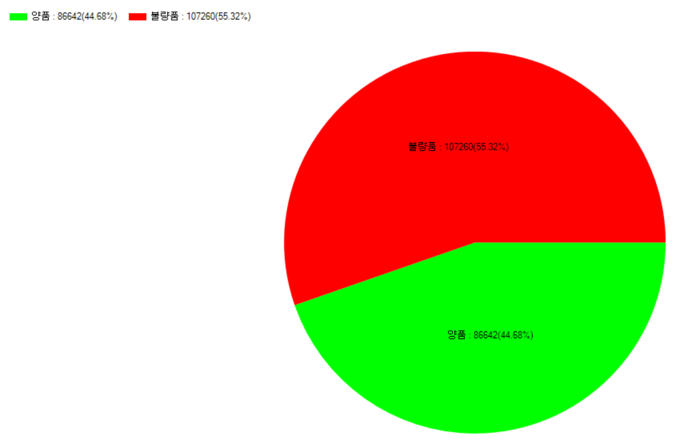 양품 : 86642(44.68%) 불량품 : 107260(55.32%)
불량품 : 107260(55.32%)
양품 : 86642(44.68%)